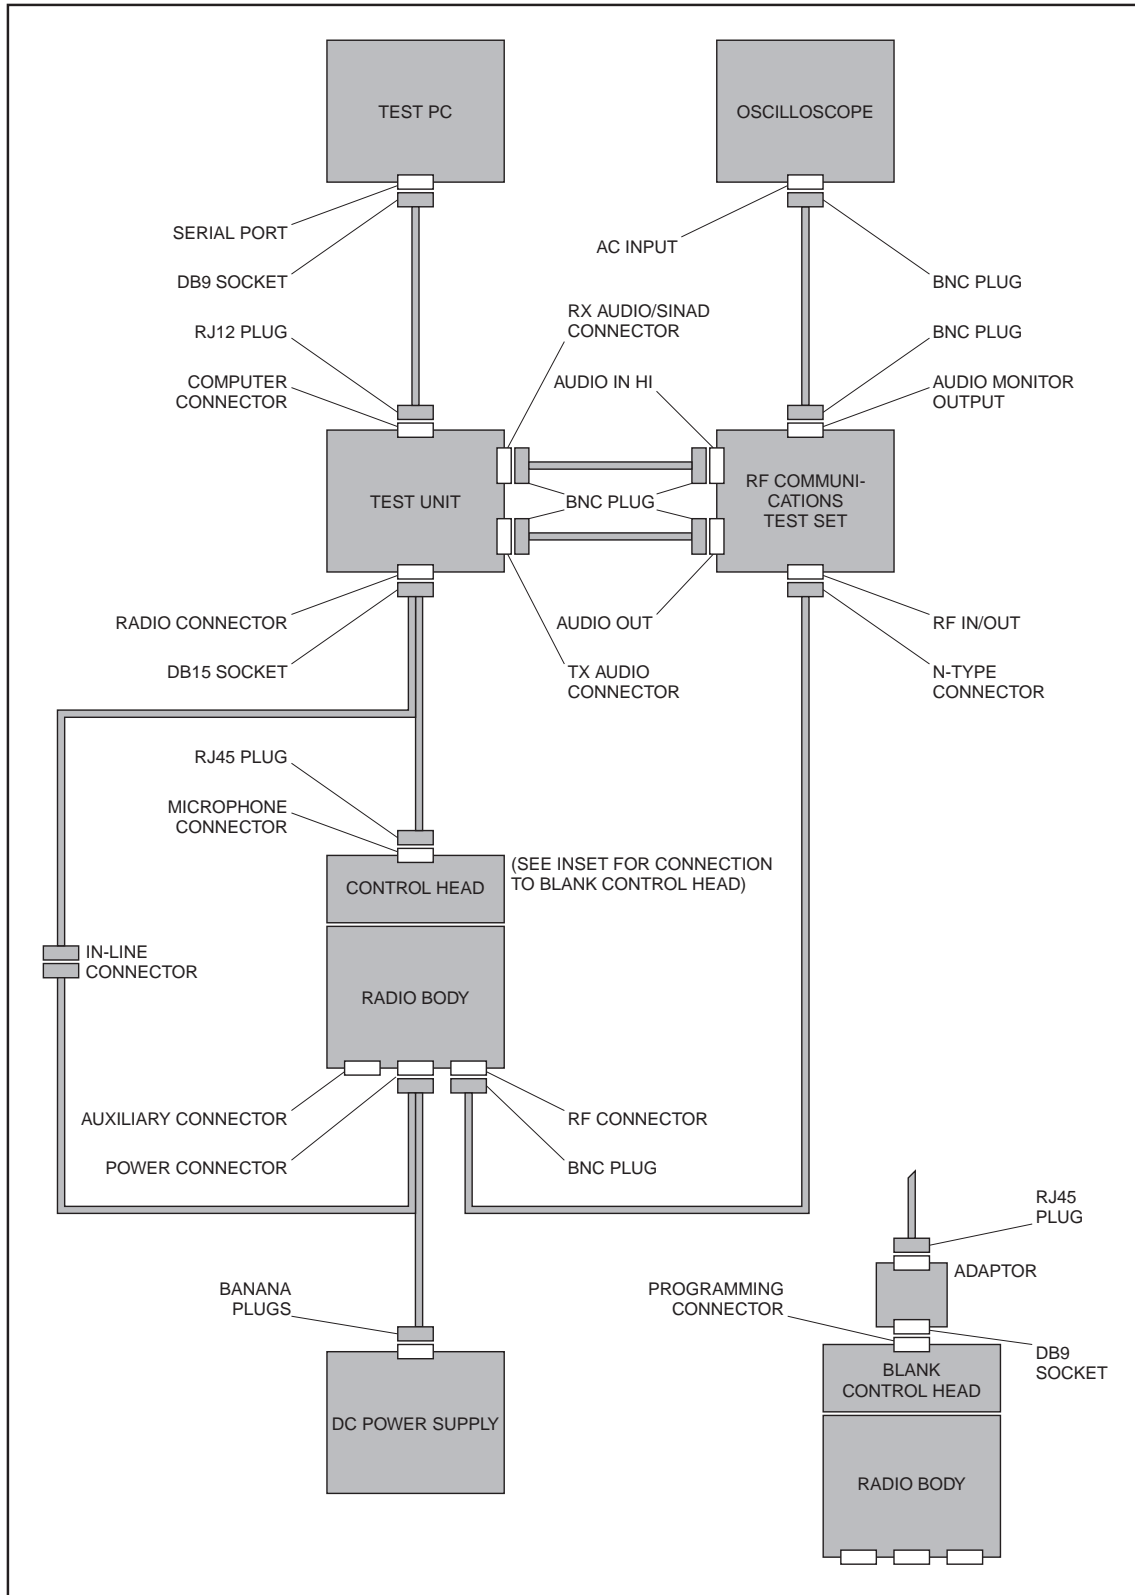 TEST PC
OSCILLOSCOPE
SERIAL PORT
AC INPUT
DB9 SOCKET
BNC PLUG
RX AUDIO/SINAD
CONNECTOR
RJ12 PLUG
BNC PLUG
COMPUTER
CONNECTOR
AUDIO IN HI
AUDIO MONITOR
OUTPUT
TEST UNIT
BNC PLUG
RF COMMUNI-
CATIONS
TEST SET
RADIO CONNECTOR
AUDIO OUT
RF IN/OUT
DB15 SOCKET
TX AUDIO
CONNECTOR
N-TYPE
CONNECTOR
RJ45 PLUG
MICROPHONE
CONNECTOR
CONTROL HEAD
(SEE INSET FOR CONNECTION
TO BLANK CONTROL HEAD)
IN-LINE
CONNECTOR
RADIO BODY
AUXILIARY CONNECTOR
RF CONNECTOR
POWER CONNECTOR
BNC PLUG
RJ45
PLUG
ADAPTOR
BANANA
PLUGS
PROGRAMMING
CONNECTOR
DB9
SOCKET
BLANK
CONTROL HEAD
DC POWER SUPPLY
RADIO BODY